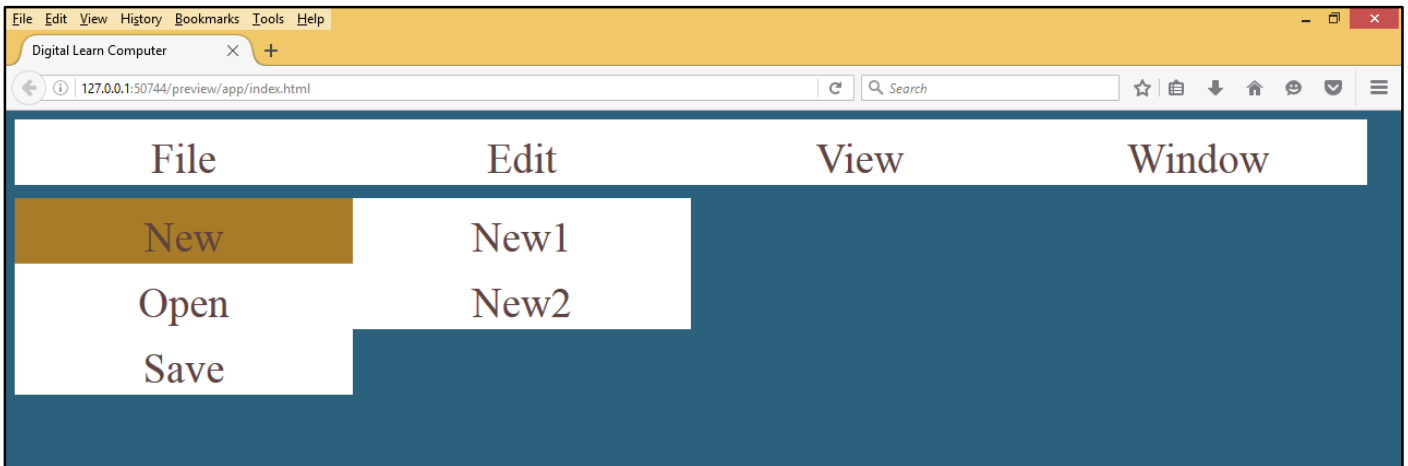 File Edit View History Bookmarks Tools Help
Digital Learn Computer
127.0.0.1:50744/preview/app/index.html Search
File Edit View Window
New New1
Open New2
Save